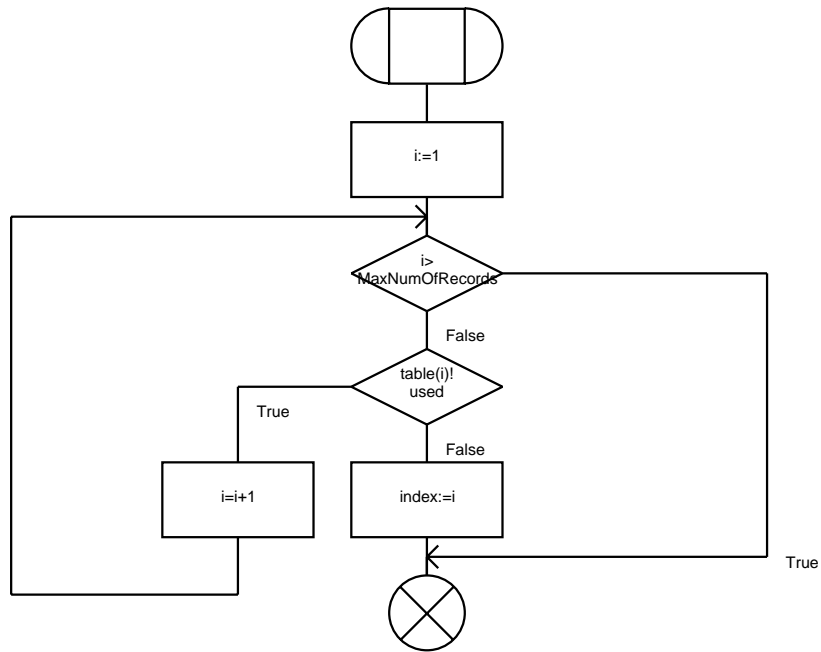 i:=1
i>
MaxNumOfRecords
False
table(i)!
used
True
False
i=i+1
index:=i
True